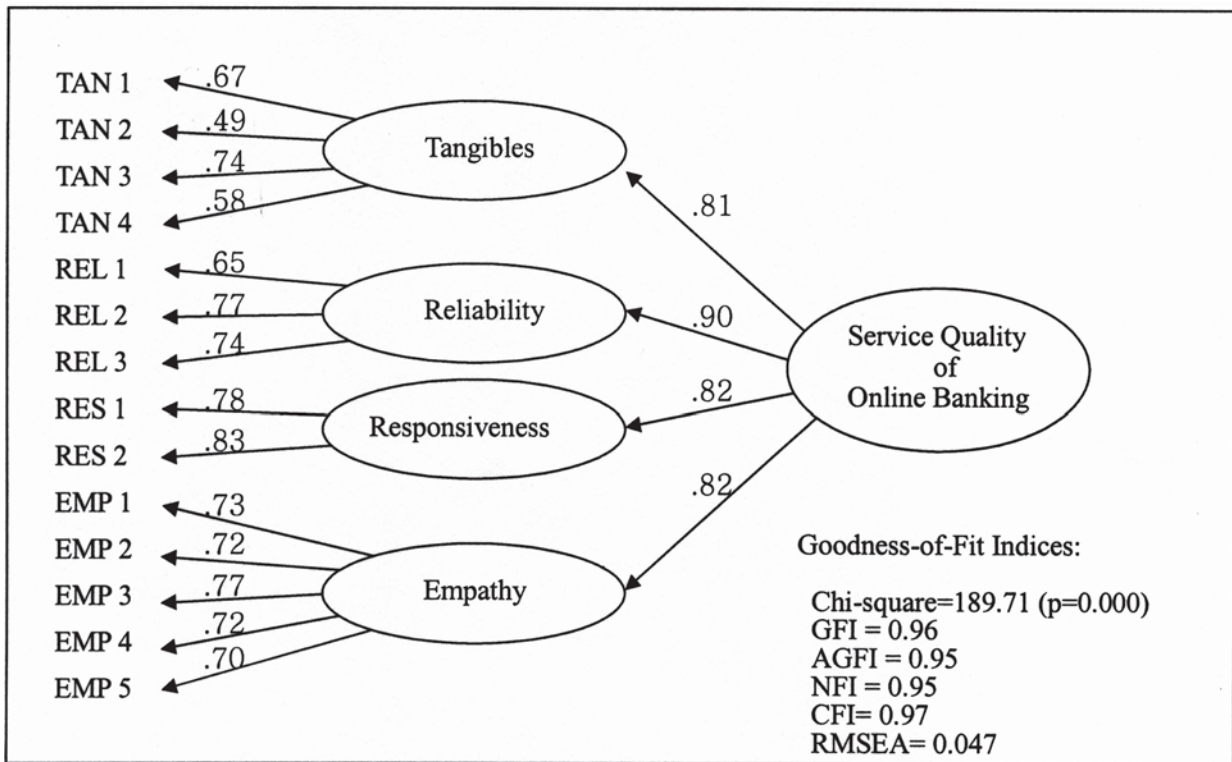 TAN 1
.67
TAN 2
.49
TAN 3
.74
TAN 4
.58
Tangibles
.81
REL 1
.65
REL 2
.77
REL 3
.74
Reliability
.90
RES 1
.78
RES 2
.83
Responsiveness
.82
EMP 1
.73
EMP 2
.72
EMP 3
.77
EMP 4
.72
EMP 5
.70
Empathy
.82
Service Quality
of
Online Banking
Goodness-of-Fit Indices:
Chi-square=189.71 (p=0.000)
GFI = 0.96
AGFI = 0.95
NFI = 0.95
CFI= 0.97
RMSEA= 0.047